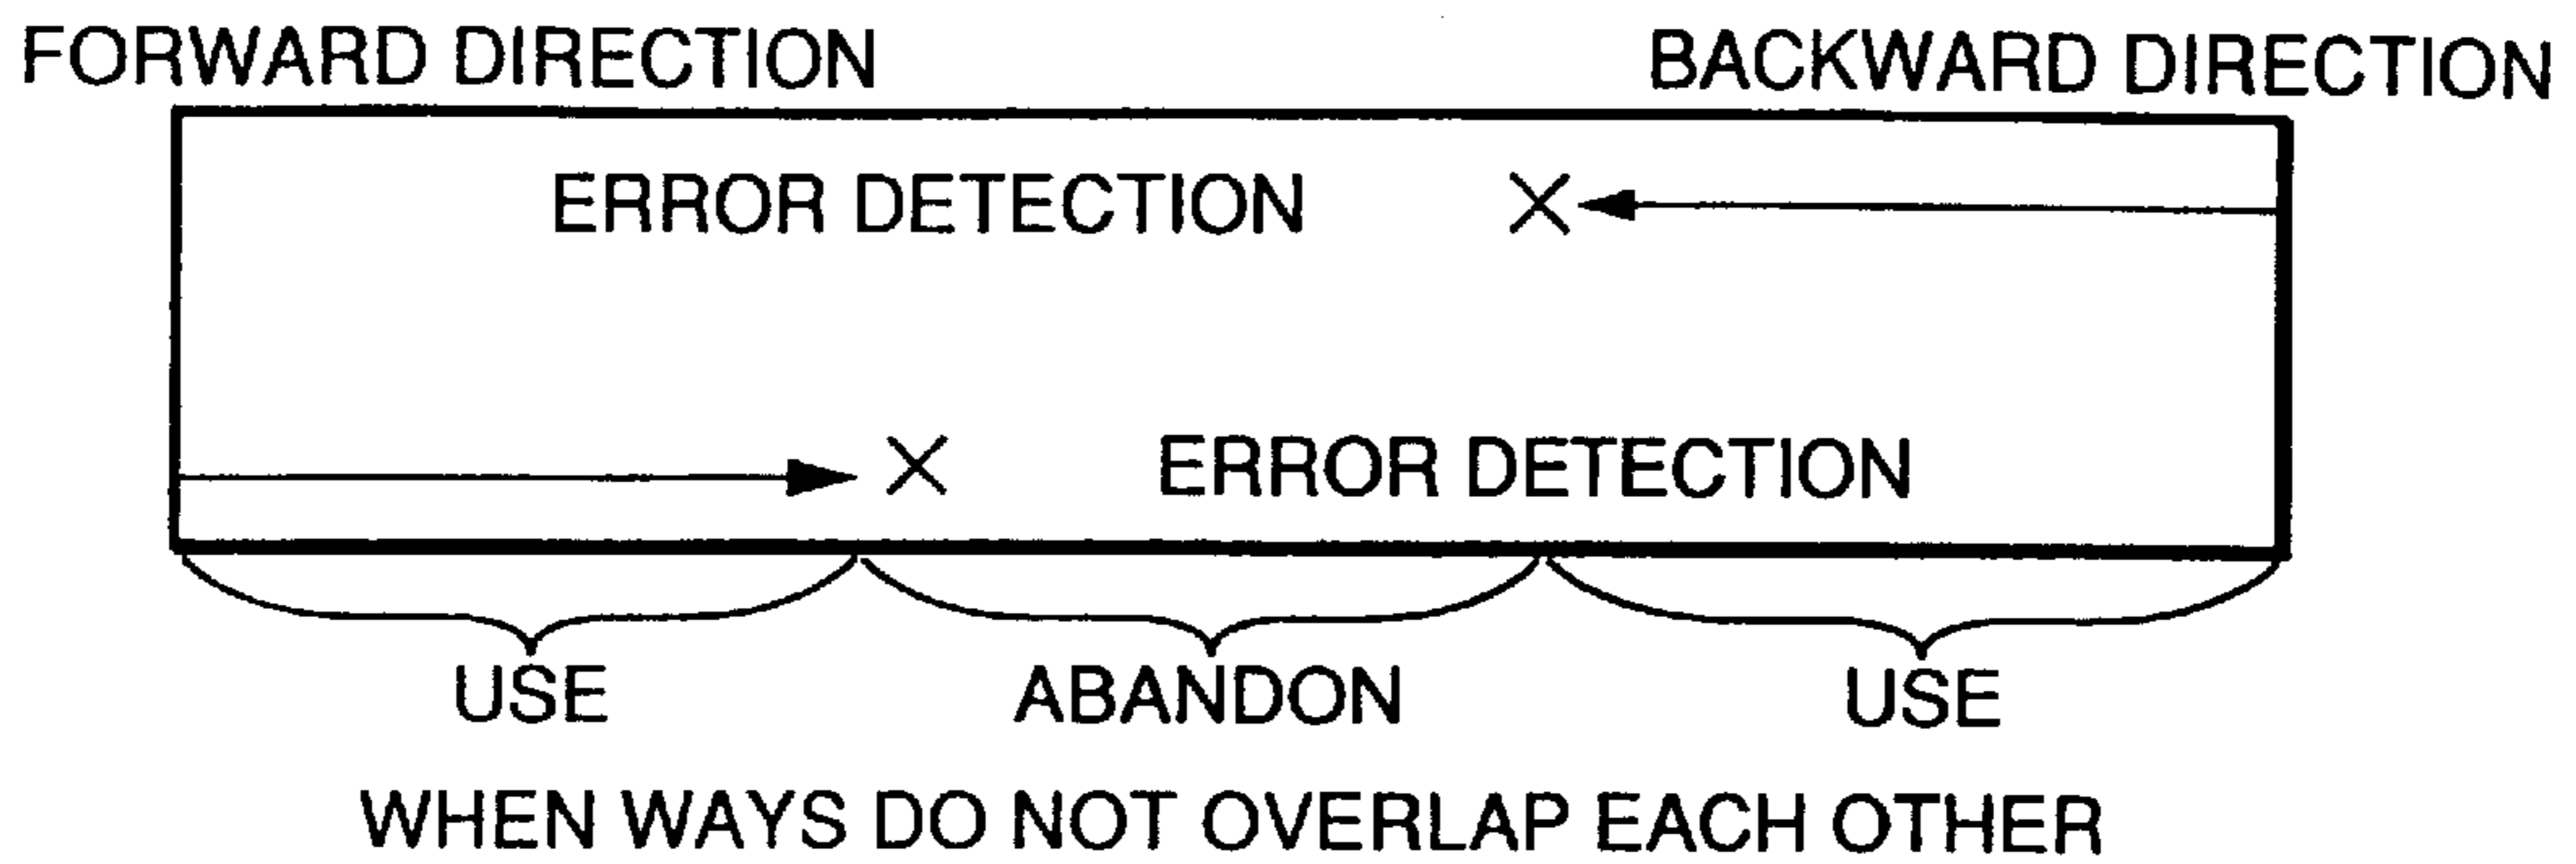 FORWARD DIRECTION
BACKWARD DIRECTION
ERROR DETECTION
ERROR DETECTION
USE
ABANDON
USE
WHEN WAYS DO NOT OVERLAP EACH OTHER